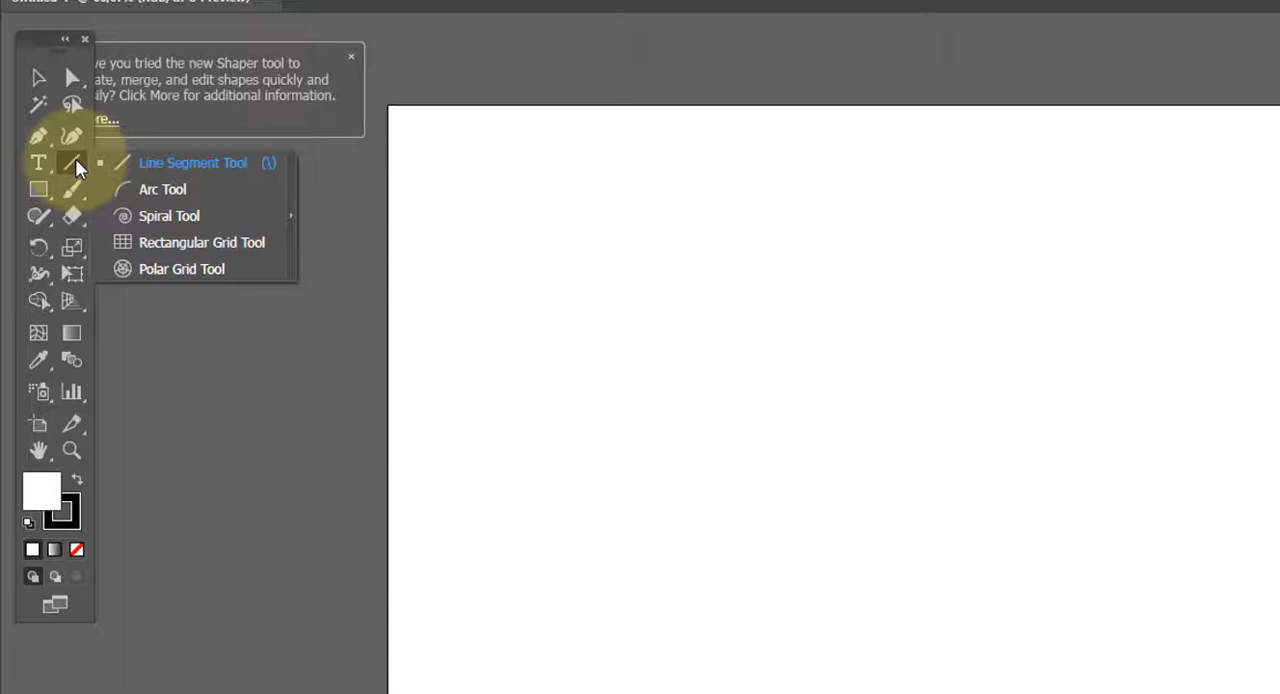 ve you tried the new Shaper tool to
ate, merge, and edit shapes quickly and
ily? Click More for additional information.
re...
Line Segment Tool (\)
Arc Tool
Spiral Tool
Rectangular Grid Tool
Polar Grid Tool
T